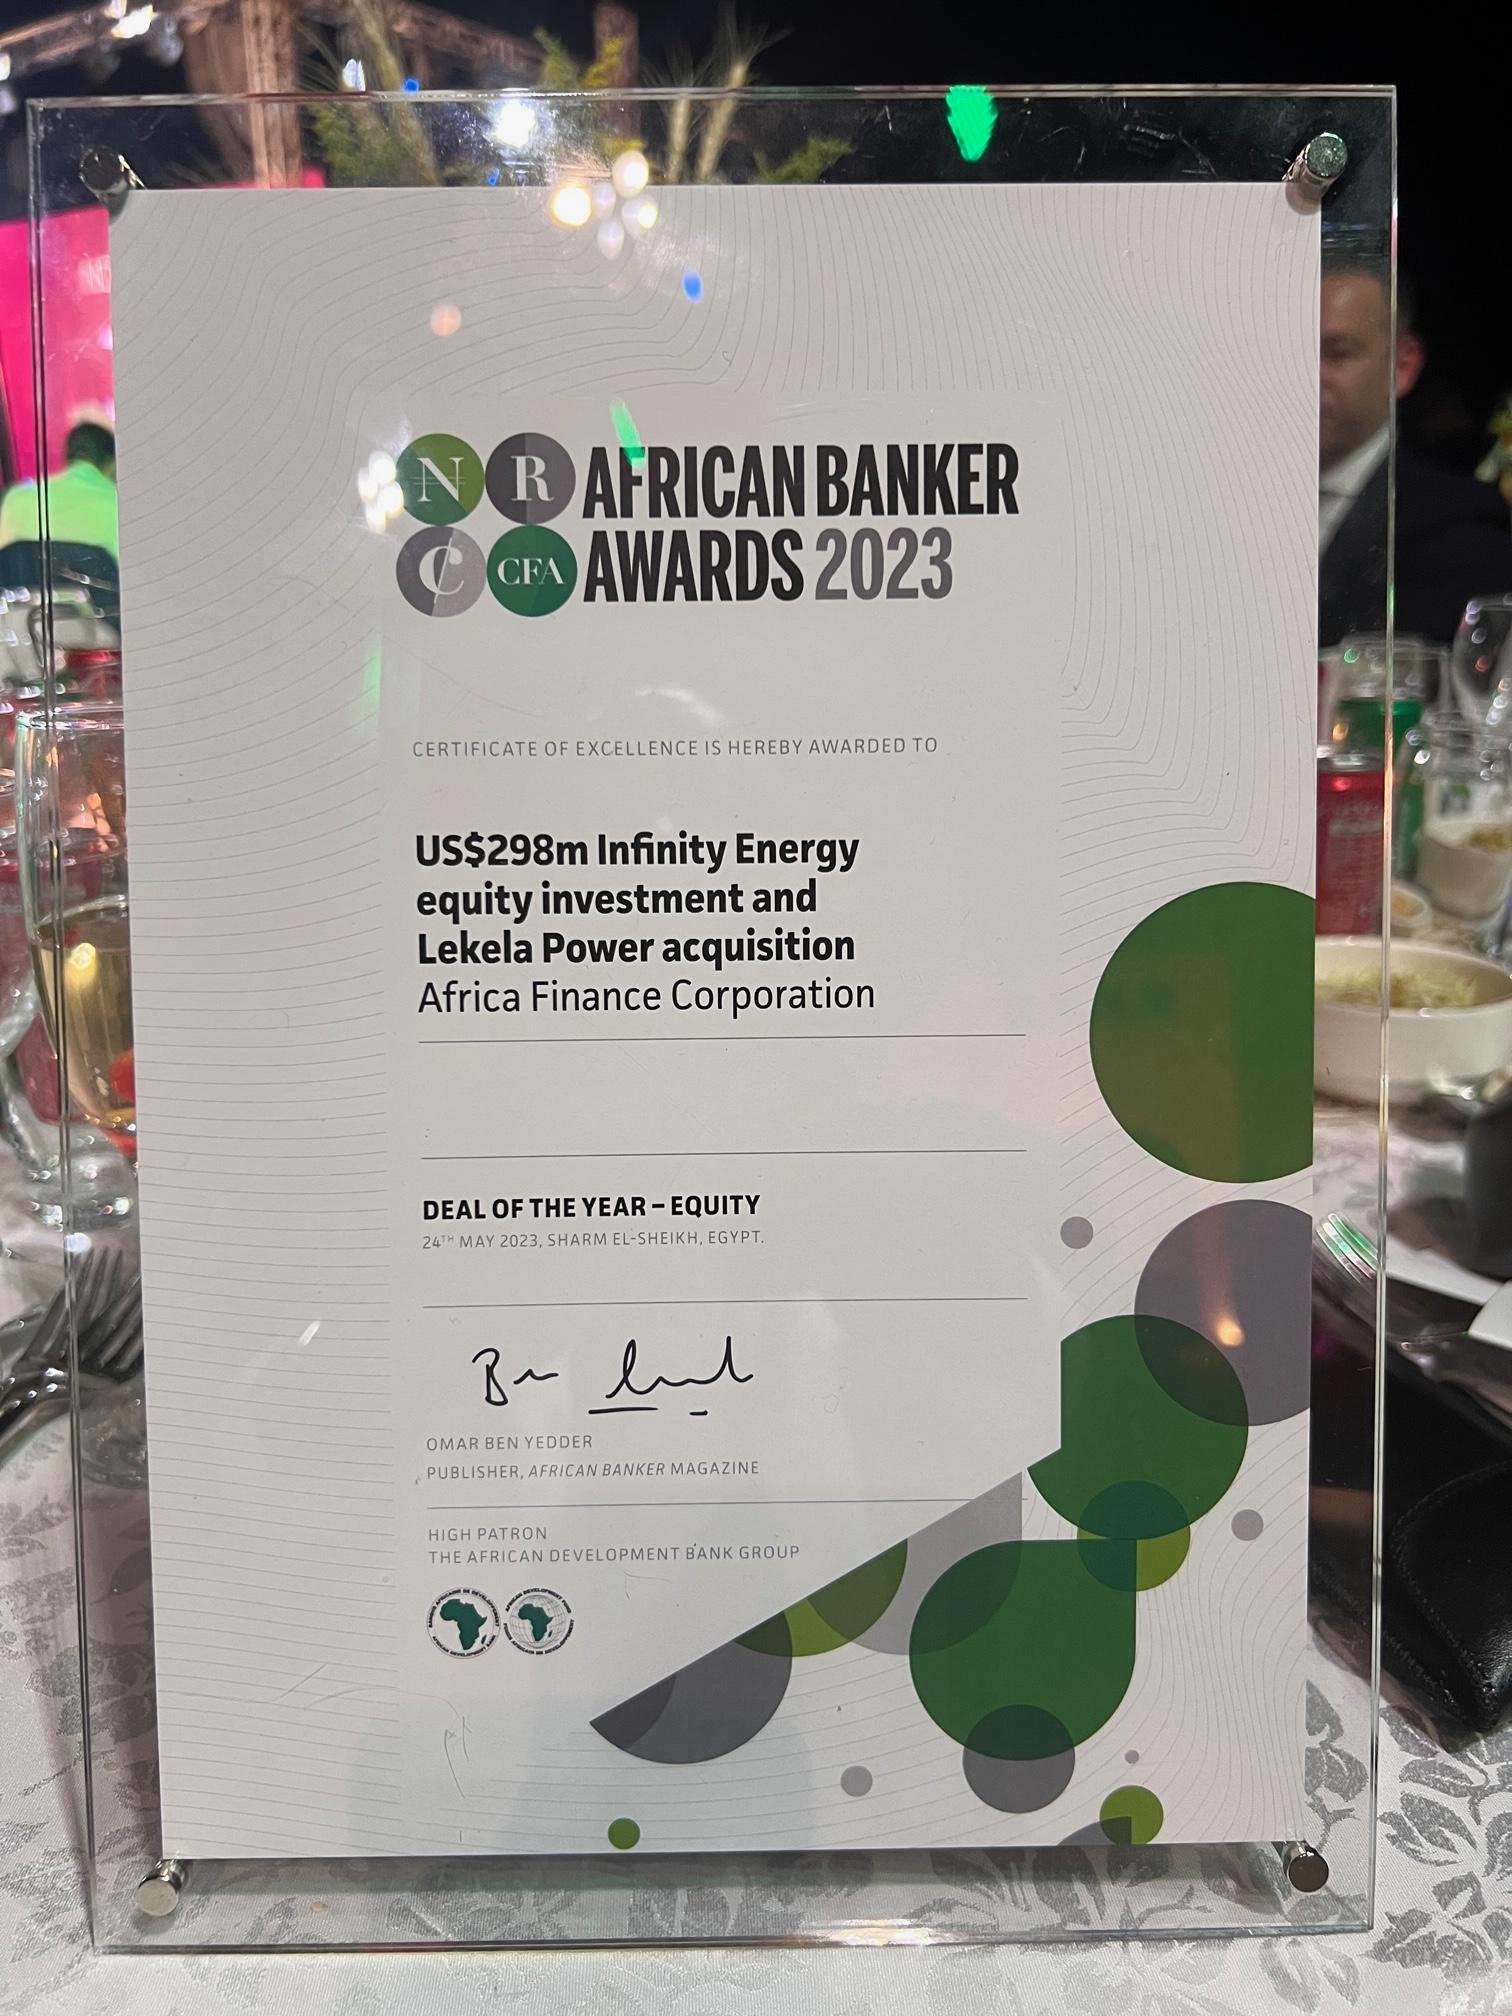 N R
AFRICAN BANKER
₵ CFA
AWARDS 2023
CERTIFICATE OF EXCELLENCE IS HEREBY AWARDED TO
US$298m Infinity Energy
equity investment and
Lekela Power acquisition
Africa Finance Corporation
DEAL OF THE YEAR – EQUITY
24TH MAY 2023, SHARM EL-SHEIKH, EGYPT.
OMAR BEN YEDDER
PUBLISHER, AFRICAN BANKER MAGAZINE
HIGH PATRON
THE AFRICAN DEVELOPMENT BANK GROUP